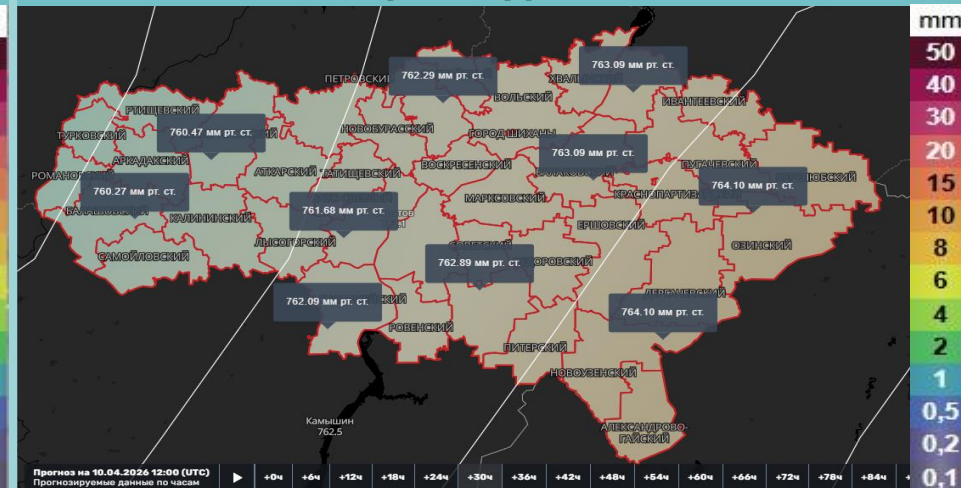 mm
50
40
30
20
15
10
8
6
4
2
1
0,5
0,2
0,1
763.09 мм рт. ст.
762.29 мм рт. ст.
ПЕТРОВСКИЙ
ВОЛЬСКИЙ
ИВАНТЕЕВСКИЙ
РТИЩЕВСКИЙ
760.47 мм рт. ст.
ТУРКОВСКИЙ
НОВОБУРАССКИЙ
ГОРОД ШИХАНЫ
АРКАДАКСКИЙ
763.09 мм рт. ст.
ВОСКРЕСЕНСКИЙ
ПУГАЧЕВСКИЙ
АТКАРСКИЙ
ТАТИЩЕВСКИЙ
760.27 мм рт. ст.
764.10 мм рт. ст.
МАРКСОВСКИЙ
761.68 мм рт. ст.
КАЛИНИНСКИЙ
ЕРШОВСКИЙ
ЛЫСОГОРСКИЙ
ОЗИНСКИЙ
САМОЙЛОВСКИЙ
762.89 мм рт. ст.
762.09 мм рт. ст.
764.10 мм рт. ст.
РОВЕНСКИЙ
ПИТЕРСКИЙ
НОВОУЗЕНСКИЙ
АЛЕКСАНДРОВО-
ГАЙСКИЙ
Камышин
762.5
Прогноз на 10.04.2026 12:00 (UTC)
Прогнозируемые данные по часам
+0ч +6ч +12ч +18ч +24ч +30ч +36ч +42ч +48ч +54ч +60ч +66ч +72ч +78ч +84ч